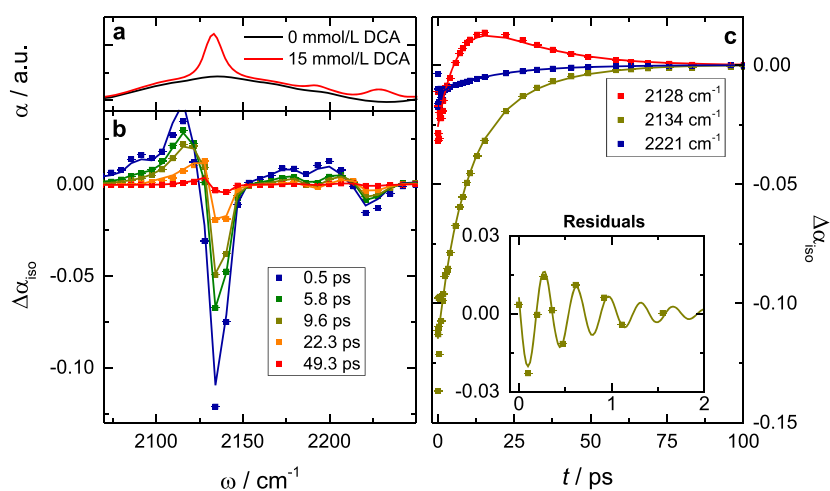 a
0 mmol/L DCA
15 mmol/L DCA
α / a.u.
b
0.00
-0.05
-0.10
Δα_iso
0.5 ps
5.8 ps
9.6 ps
22.3 ps
49.3 ps
2100
2150
2200
ω / cm⁻¹
c
2128 cm⁻¹
2134 cm⁻¹
2221 cm⁻¹
0.00
-0.05
-0.10
-0.15
Δα_iso
Residuals
0.03
0.00
-0.03
0
1
2
0
25
50
75
100
t / ps